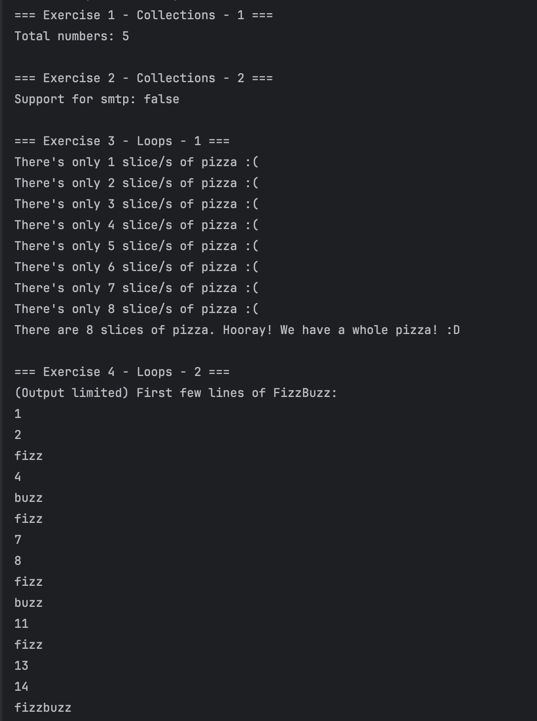 === Exercise 1 - Collections - 1 ===
Total numbers: 5
=== Exercise 2 - Collections - 2 ===
Support for smtp: false
=== Exercise 3 - Loops - 1 ===
There's only 1 slice/s of pizza :(
There's only 2 slice/s of pizza :(
There's only 3 slice/s of pizza :(
There's only 4 slice/s of pizza :(
There's only 5 slice/s of pizza :(
There's only 6 slice/s of pizza :(
There's only 7 slice/s of pizza :(
There's only 8 slice/s of pizza :(
There are 8 slices of pizza. Hooray! We have a whole pizza! :D
=== Exercise 4 - Loops - 2 ===
(Output limited) First few lines of FizzBuzz:
1
2
fizz
4
buzz
fizz
7
8
fizz
buzz
11
fizz
13
14
fizzbuzz